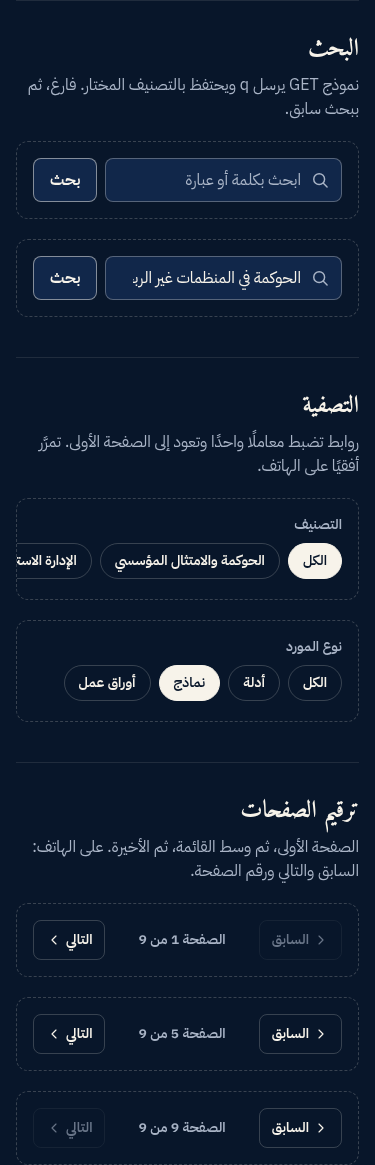 البحث
نموذج GET يرسل q ويحتفظ بالتصنيف المختار. فارغ، ثم
ببحث سابق.
ابحث بكلمة أو عبارة
بحث
الحوكمة في المنظمات غير الرب
بحث
التصفية
روابط تضبط معاملًا واحدًا وتعود إلى الصفحة الأولى. تمرَّر
أفقيًا على الهاتف.
التصنيف
الكل
الحوكمة والامتثال المؤسسي
الإدارة الاست
نوع المورد
الكل
أدلة
نماذج
أوراق عمل
ترقيم الصفحات
الصفحة الأولى، ثم وسط القائمة، ثم الأخيرة. على الهاتف:
السابق والتالي ورقم الصفحة.
السابق
الصفحة 1 من 9
التالي
السابق
الصفحة 5 من 9
التالي
السابق
الصفحة 9 من 9
التالي